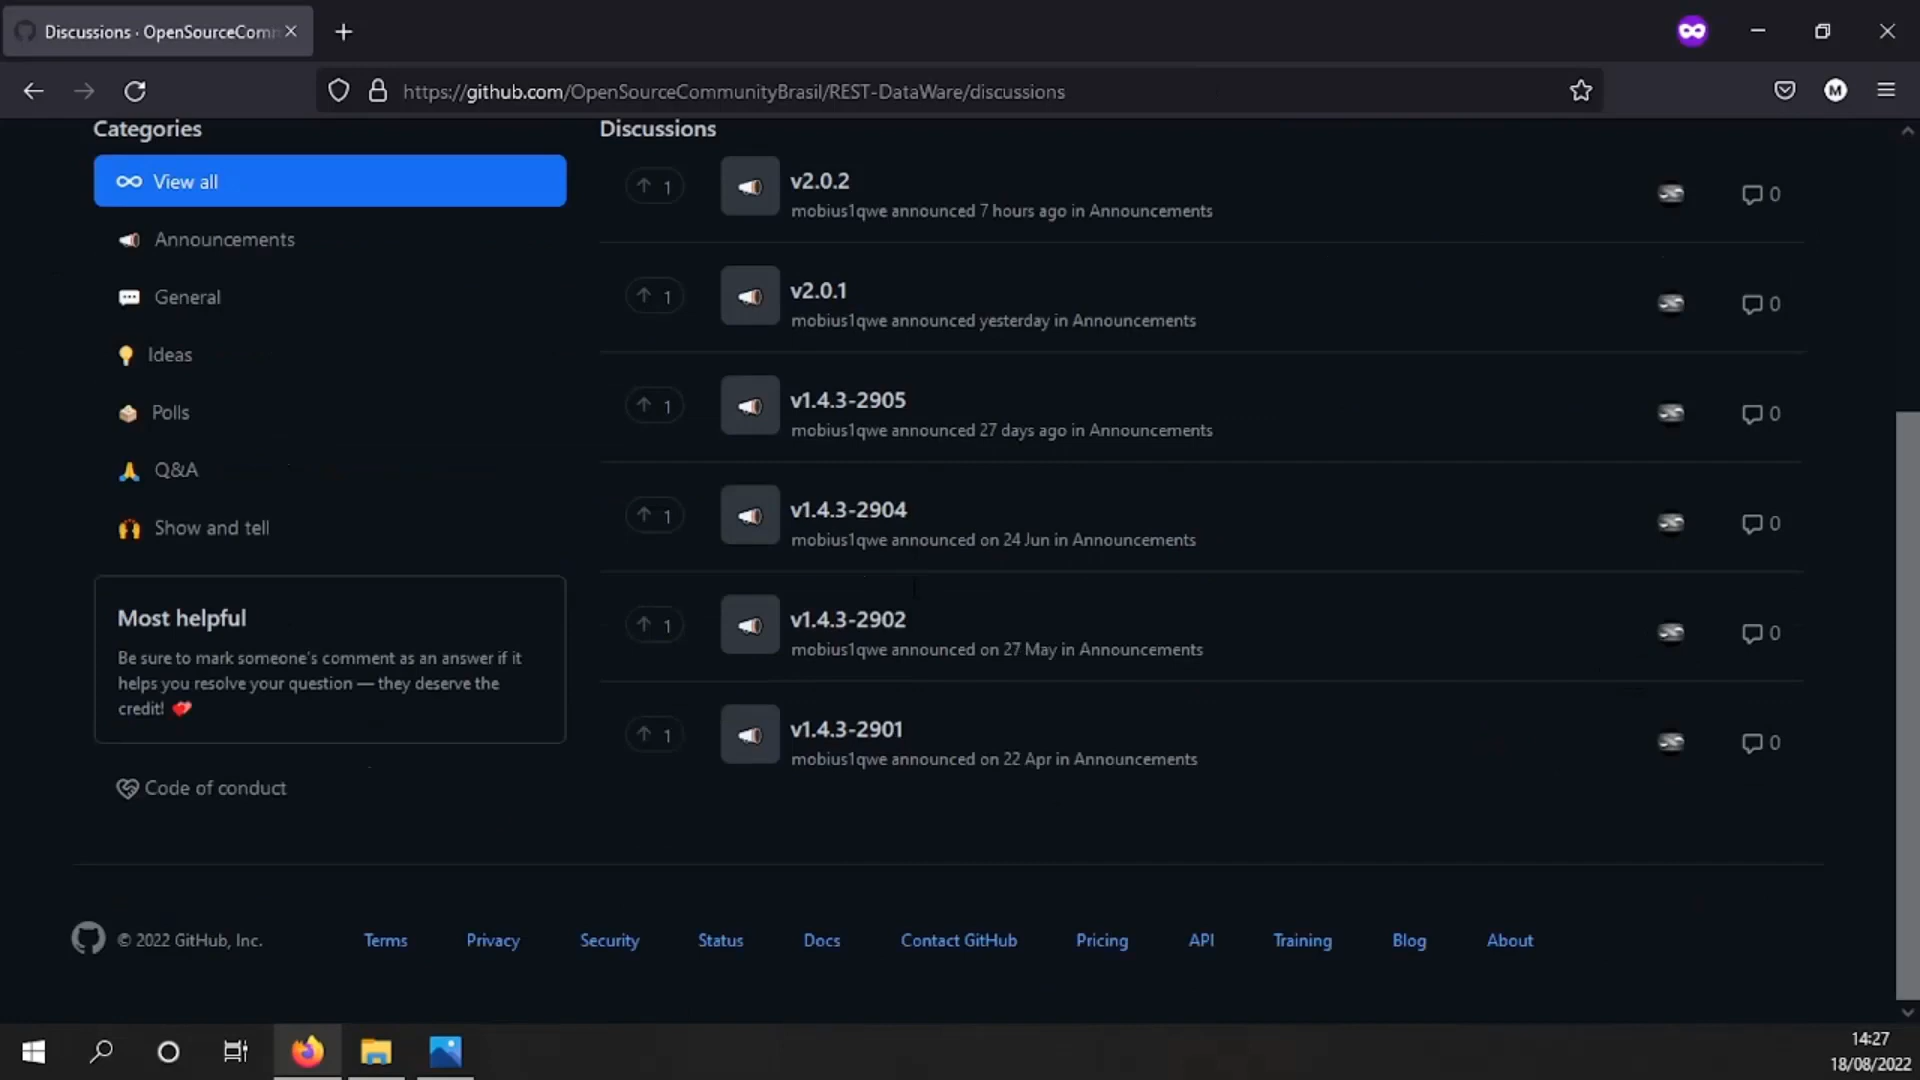 Discussions · OpenSourceComm
https://github.com/OpenSourceCommunityBrasil/REST-DataWare/discussions
M
Categories
View all
Announcements
General
Ideas
Polls
Q&A
Show and tell
Most helpful
Be sure to mark someone's comment as an answer if it
helps you resolve your question — they deserve the
credit!
Code of conduct
Discussions
1
v2.0.2
mobius1qwe announced 7 hours ago in Announcements
0
1
v2.0.1
mobius1qwe announced yesterday in Announcements
0
1
v1.4.3-2905
mobius1qwe announced 27 days ago in Announcements
0
1
v1.4.3-2904
mobius1qwe announced on 24 Jun in Announcements
0
1
v1.4.3-2902
mobius1qwe announced on 27 May in Announcements
0
1
v1.4.3-2901
mobius1qwe announced on 22 Apr in Announcements
0
© 2022 GitHub, Inc. Terms Privacy Security Status Docs Contact GitHub Pricing API Training Blog About
14:27
18/08/2022